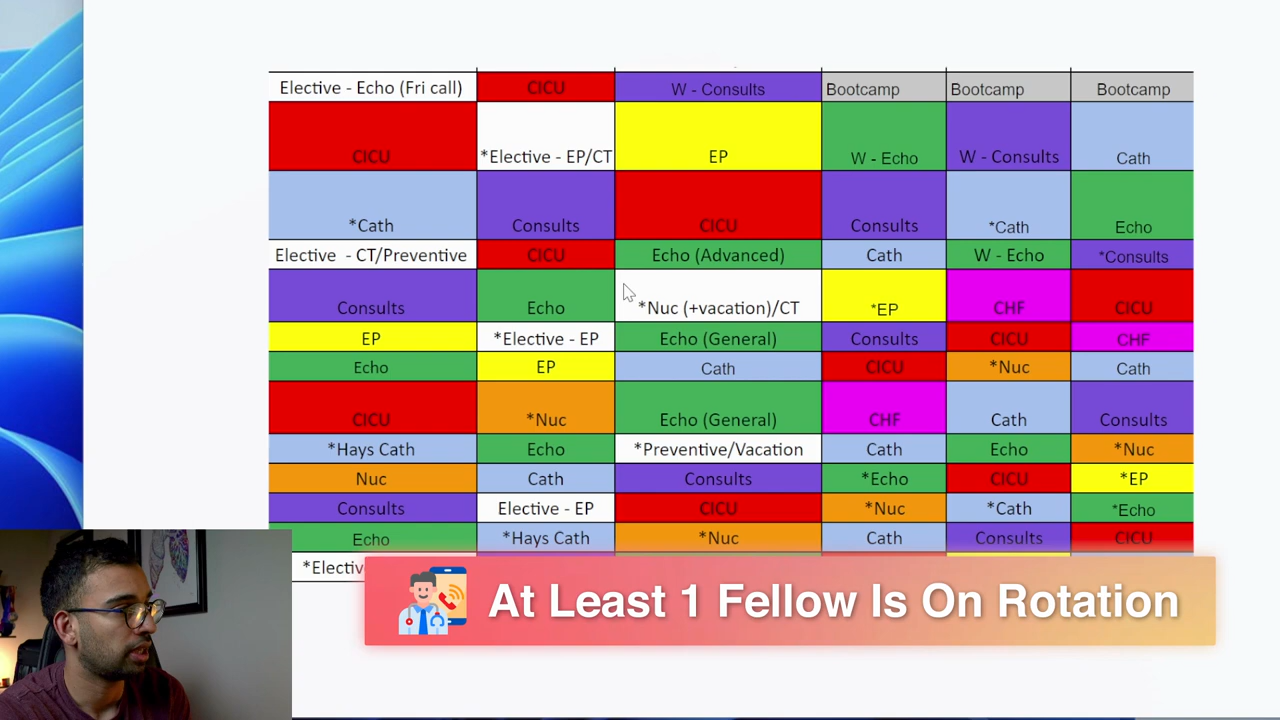 Elective - Echo (Fri call) CICU W - Consults Bootcamp Bootcamp Bootcamp
CICU *Elective - EP/CT EP W - Echo W - Consults Cath
*Cath Consults CICU Consults *Cath Echo
Elective - CT/Preventive CICU Echo (Advanced) Cath W - Echo *Consults
Consults Echo *Nuc (+vacation)/CT *EP CHF CICU
EP *Elective - EP Echo (General) Consults CICU CHF
Echo EP Cath CICU *Nuc Cath
CICU *Nuc Echo (General) CHF Cath Consults
*Hays Cath Echo *Preventive/Vacation Cath Echo *Nuc
Nuc Cath Consults *Echo CICU *EP
Consults Elective - EP CICU *Nuc *Cath *Echo
Echo *Hays Cath *Nuc Cath Consults CICU
*Electiv
At Least 1 Fellow Is On Rotation